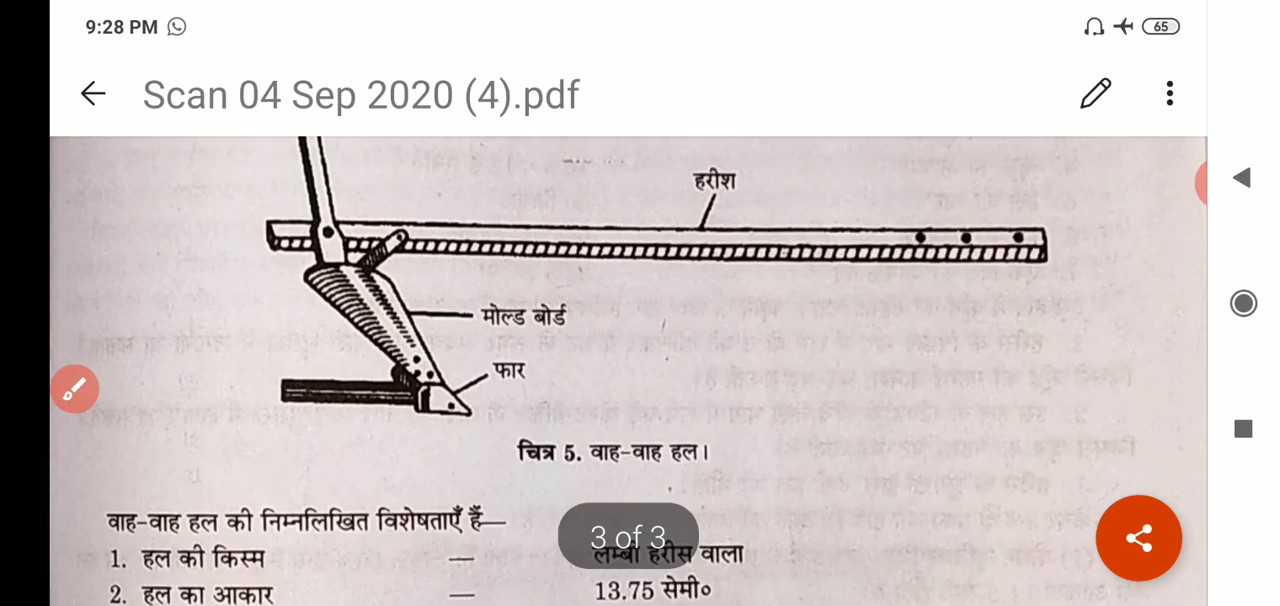 9:28 PM
65
Scan 04 Sep 2020 (4).pdf
हरीश
मोल्ड बोर्ड
फार
चित्र 5. वाह-वाह हल।
वाह-वाह हल की निम्नलिखित विशेषताएँ हैं—
3 of 3
1. हल की किस्म — लम्बी हरीस वाला
2. हल का आकार — 13.75 सेमी०